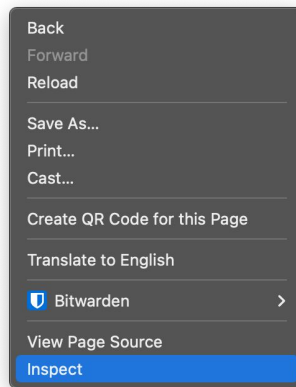 Back
Forward
Reload
Save As...
Print...
Cast...
Create QR Code for this Page
Translate to English
Bitwarden
View Page Source
Inspect